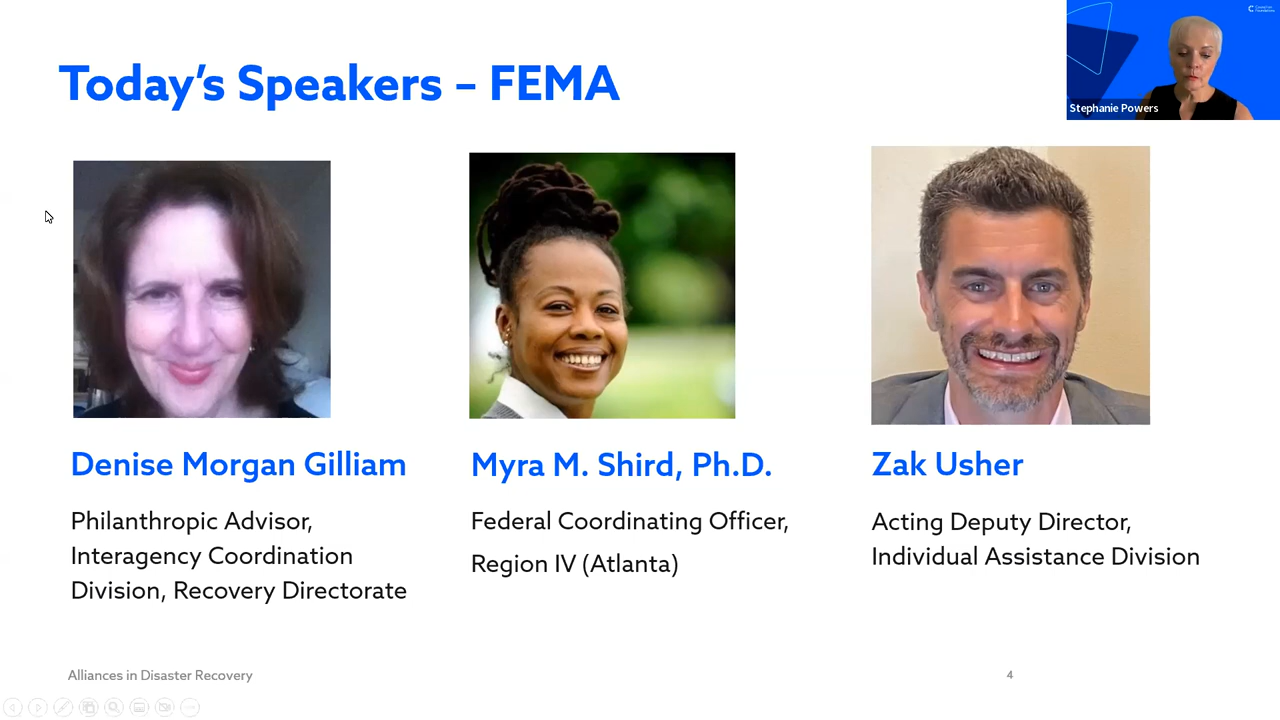 Today's Speakers – FEMA
Stephanie Powers
Denise Morgan Gilliam
Philanthropic Advisor,
Interagency Coordination
Division, Recovery Directorate
Myra M. Shird, Ph.D.
Federal Coordinating Officer,
Region IV (Atlanta)
Zak Usher
Acting Deputy Director,
Individual Assistance Division
Alliances in Disaster Recovery
4